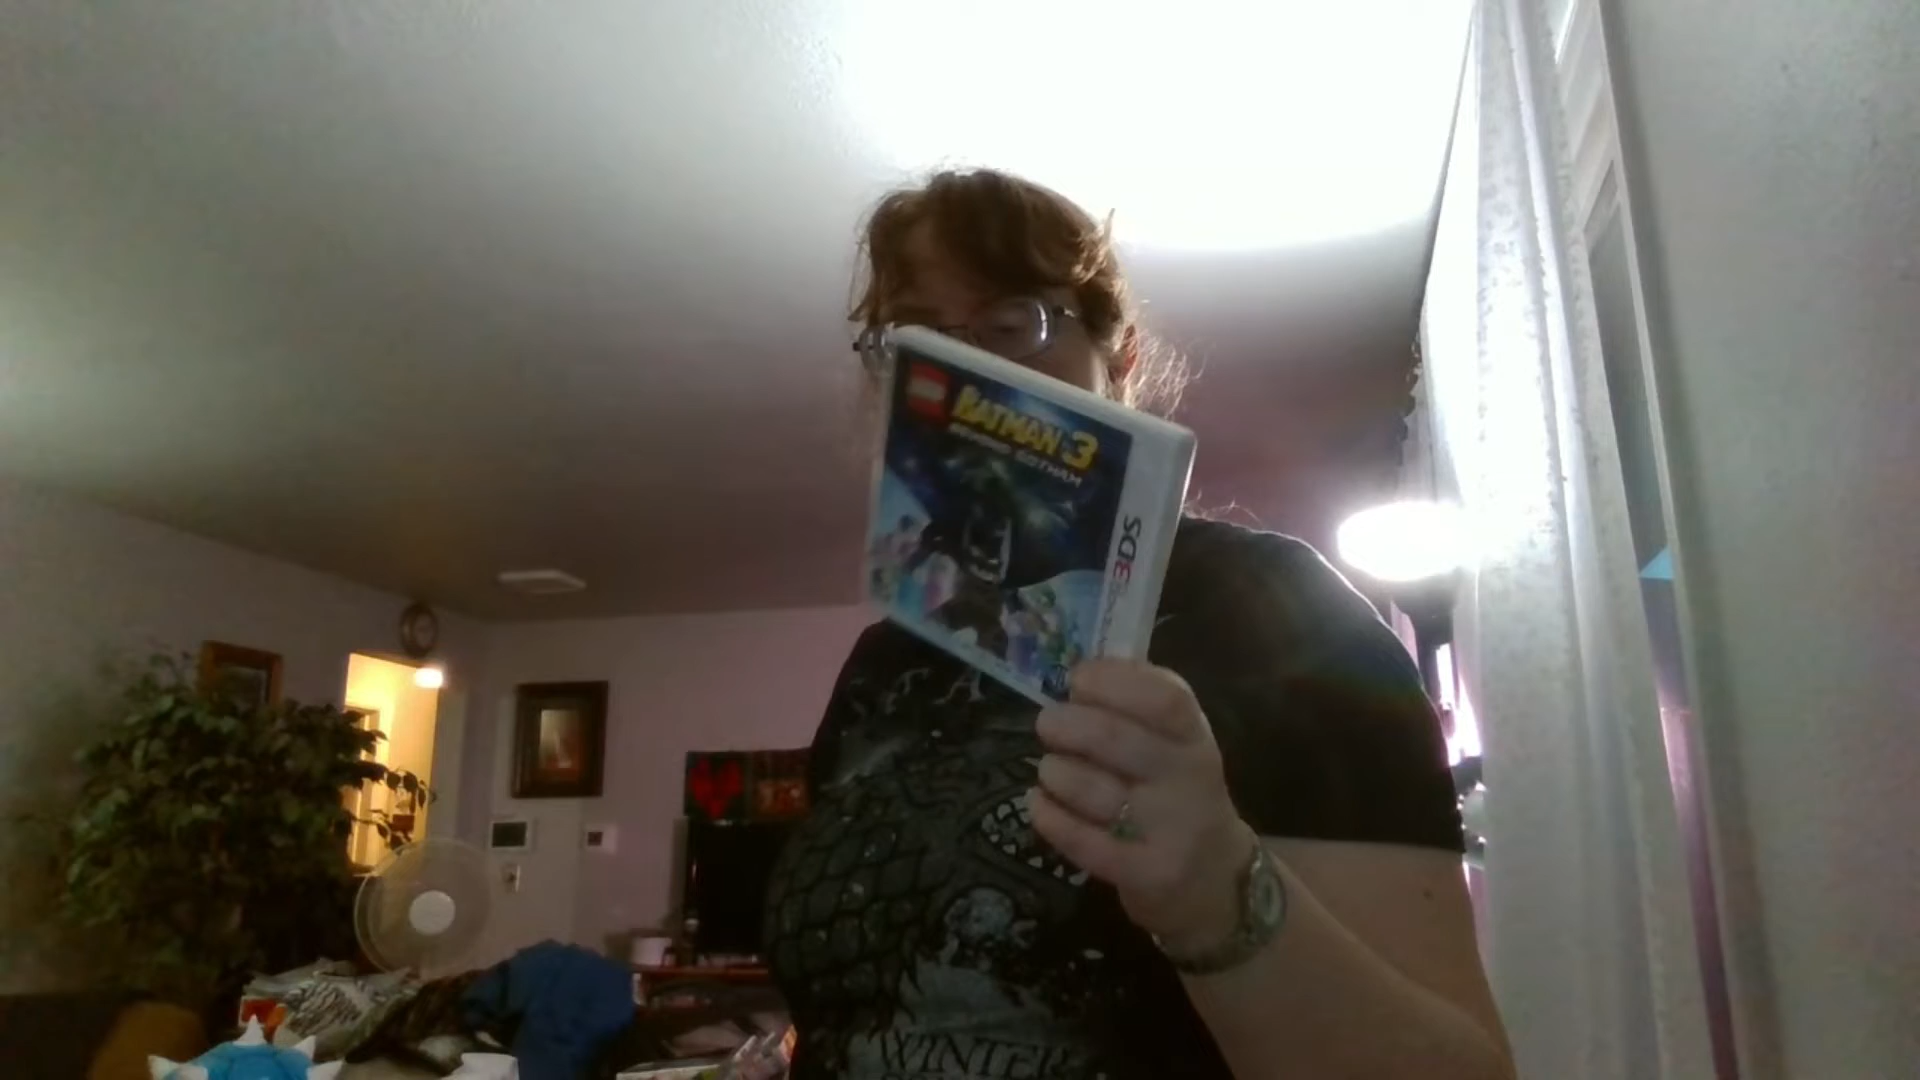 LEGO
BATMAN 3
BEYOND GOTHAM
3DS
WINTER